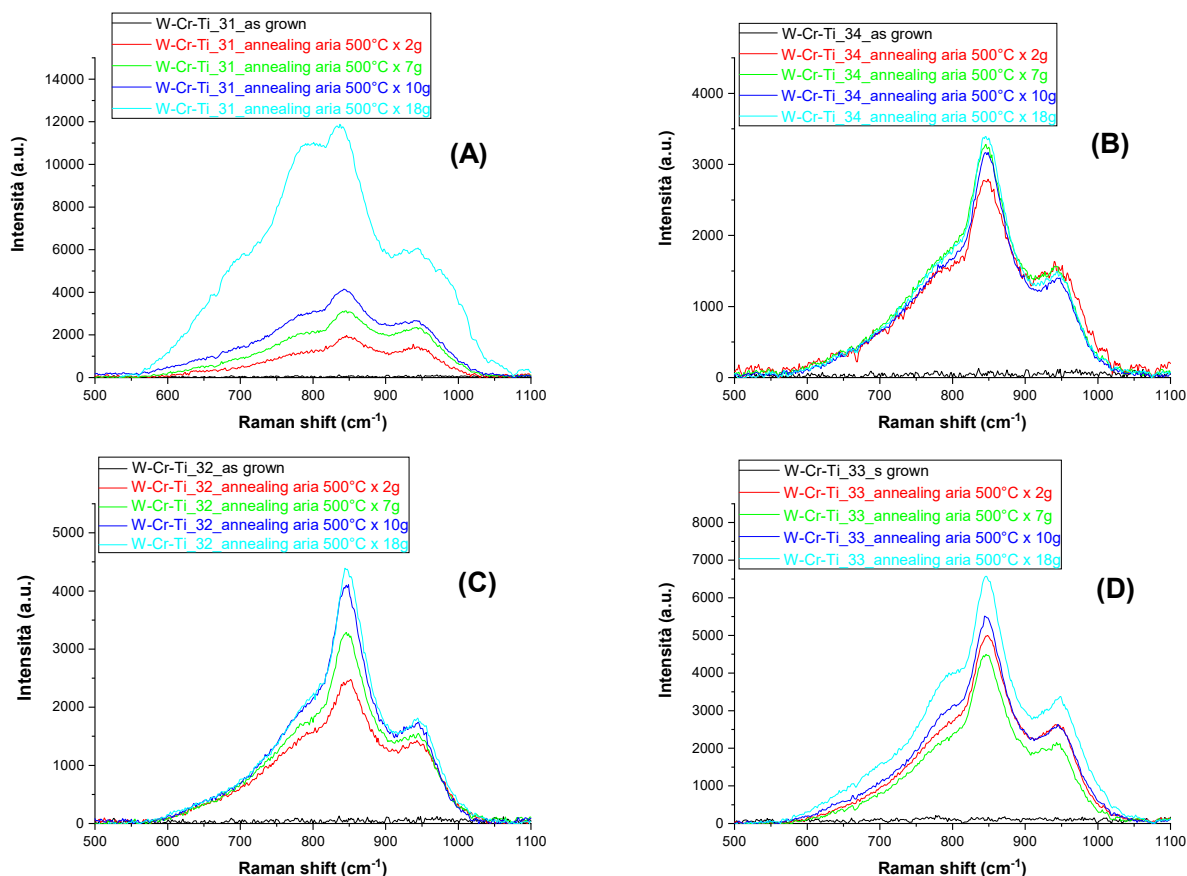 W-Cr-Ti_31_as grown
W-Cr-Ti_31_annealing aria 500°C x 2g
W-Cr-Ti_31_annealing aria 500°C x 7g
W-Cr-Ti_31_annealing aria 500°C x 10g
W-Cr-Ti_31_annealing aria 500°C x 18g
(A)
14000
12000
10000
8000
6000
4000
2000
0
Intensità (a.u.)
500 600 700 800 900 1000 1100
Raman shift (cm-1)
W-Cr-Ti_34_as grown
W-Cr-Ti_34_annealing aria 500°C x 2g
W-Cr-Ti_34_annealing aria 500°C x 7g
W-Cr-Ti_34_annealing aria 500°C x 10g
W-Cr-Ti_34_annealing aria 500°C x 18g
(B)
4000
3000
2000
1000
0
Intensità (a.u.)
500 600 700 800 900 1000 1100
Raman shift (cm-1)
W-Cr-Ti_32_as grown
W-Cr-Ti_32_annealing aria 500°C x 2g
W-Cr-Ti_32_annealing aria 500°C x 7g
W-Cr-Ti_32_annealing aria 500°C x 10g
W-Cr-Ti_32_annealing aria 500°C x 18g
(C)
5000
4000
3000
2000
1000
0
Intensità (a.u.)
500 600 700 800 900 1000 1100
Raman shift (cm-1)
W-Cr-Ti_33_s grown
W-Cr-Ti_33_annealing aria 500°C x 2g
W-Cr-Ti_33_annealing aria 500°C x 7g
W-Cr-Ti_33_annealing aria 500°C x 10g
W-Cr-Ti_33_annealing aria 500°C x 18g
(D)
8000
7000
6000
5000
4000
3000
2000
1000
0
Intensità (a.u.)
500 600 700 800 900 1000 1100
Raman shift (cm-1)